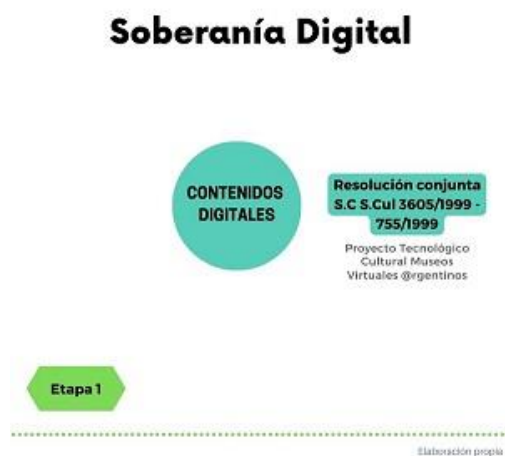 Soberanía Digital
CONTENIDOS
DIGITALES
Resolución conjunta
S.C S.Cul 3605/1999 -
755/1999
Proyecto Tecnológico
Cultural Museos
Virtuales @rgentinos
Etapa 1
Elaboración propia